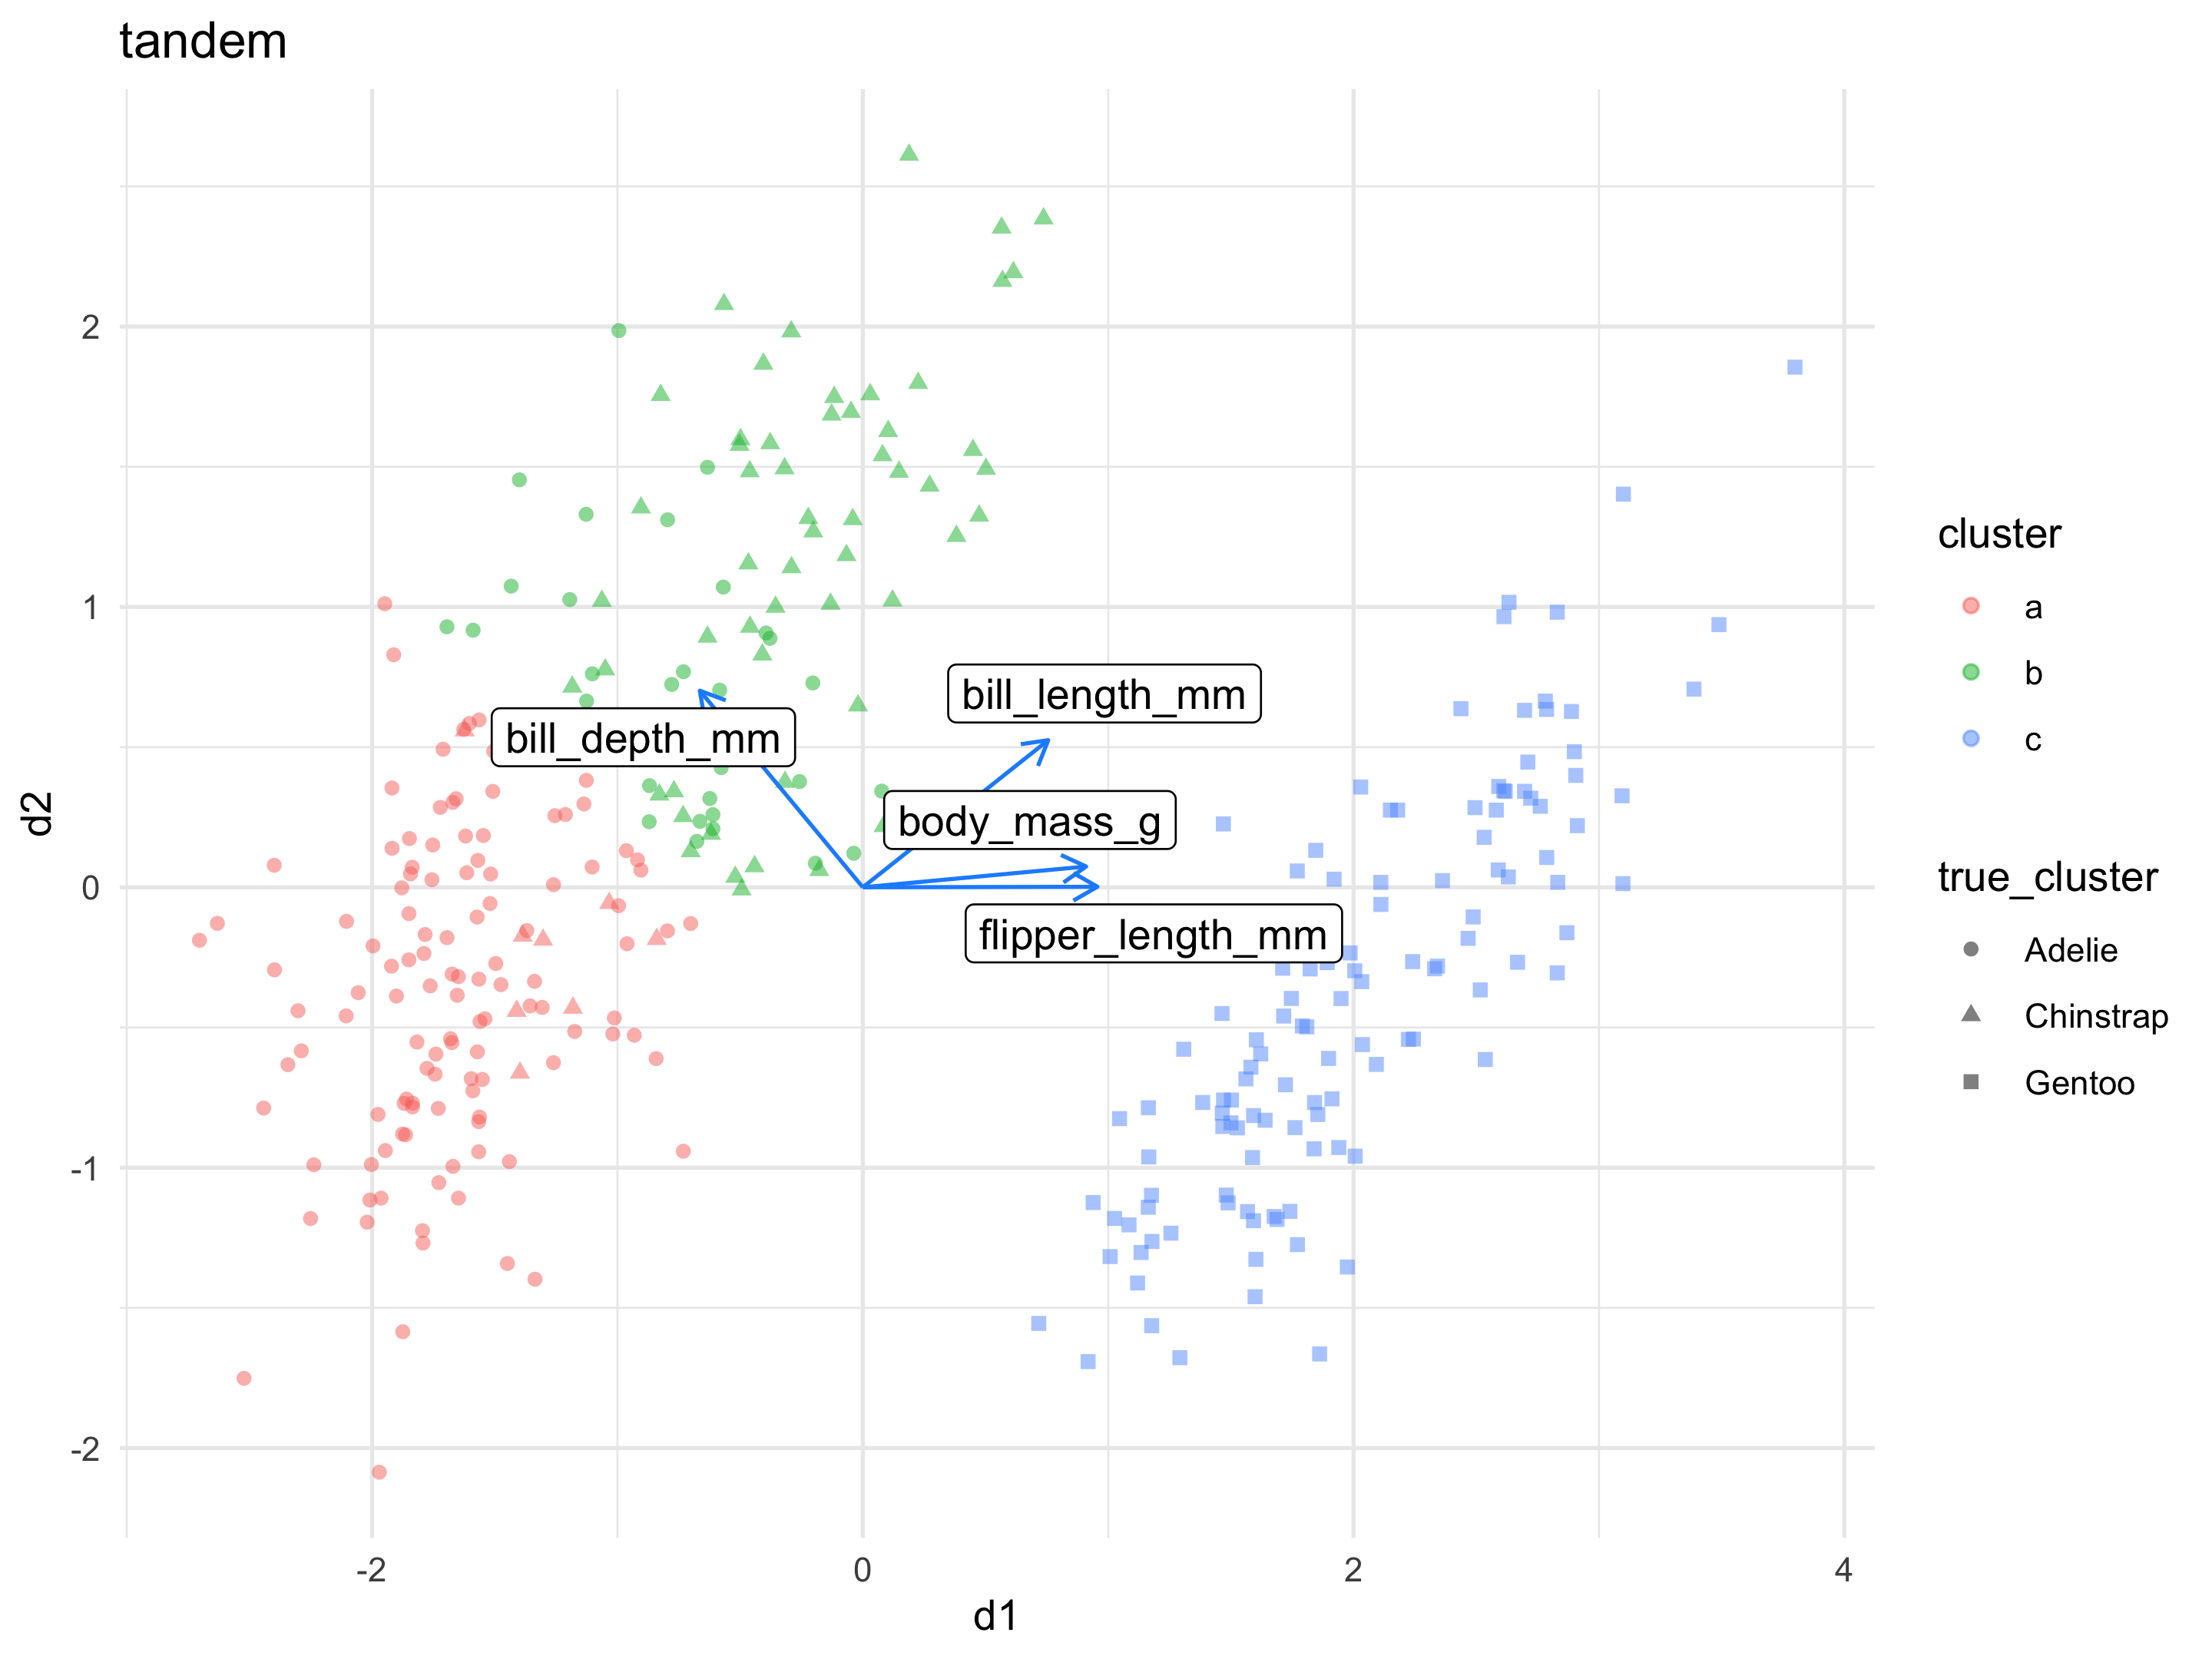 tandem
d2
2
1
0
-1
-2
bill_length_mm
bill_depth_mm
body_mass_g
flipper_length_mm
-2
0
2
4
d1
cluster
a
b
c
true_cluster
Adelie
Chinstrap
Gentoo